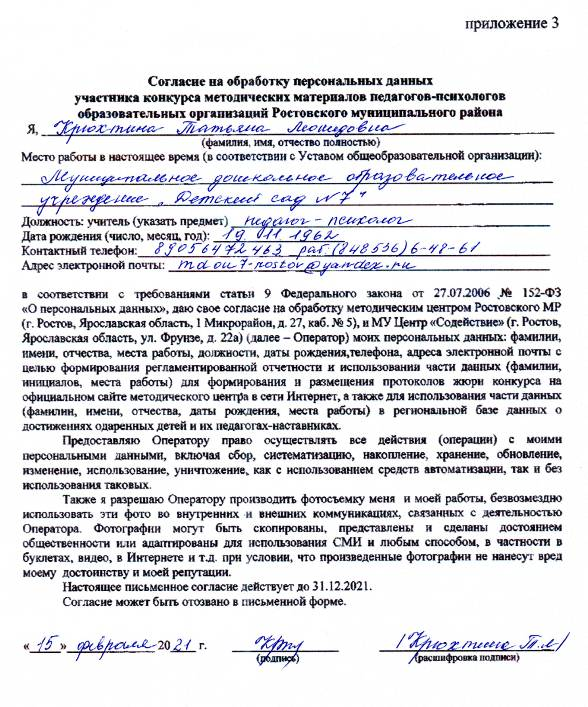 приложение 3
Согласие на обработку персональных данных
участника конкурса методических материалов педагогов-психологов
образовательных организаций Ростовского муниципального района
Я, Крюхтина Татьяна Леонидовна
(фамилия, имя, отчество полностью)
Место работы в настоящее время (в соответствии с Уставом общеобразовательной организации):
Муниципальное дошкольное образовательное
учреждение „Детский сад №7"
Должность: учитель (указать предмет) педагог - психолог
Дата рождения (число, месяц, год): 19. 11. 1962
Контактный телефон: 89056472463 раб.(848536)6-48-61
Адрес электронной почты: mdou7-rostov@yandex.ru
в соответствии с требованиями статьи 9 Федерального закона от 27.07.2006 № 152-ФЗ
«О персональных данных», даю свое согласие на обработку методическим центром Ростовского МР
(г. Ростов, Ярославская область, 1 Микрорайон, д. 27, каб. № 5), и МУ Центр «Содействие» (г. Ростов,
Ярославская область, ул. Фрунзе, д. 22а) (далее – Оператор) моих персональных данных: фамилии,
имени, отчества, места работы, должности, даты рождения,телефона, адреса электронной почты с
целью формирования регламентированной отчетности и использовании части данных (фамилии,
инициалов, места работы) для формирования и размещения протоколов жюри конкурса на
официальном сайте методического центра в сети Интернет, а также для использования части данных
(фамилии, имени, отчества, даты рождения, места работы) в региональной базе данных о
достижениях одаренных детей и их педагогах-наставниках.
Предоставляю Оператору право осуществлять все действия (операции) с моими
персональными данными, включая сбор, систематизацию, накопление, хранение, обновление,
изменение, использование, уничтожение, как с использованием средств автоматизации, так и без
использования таковых.
Также я разрешаю Оператору производить фотосъемку меня и моей работы, безвозмездно
использовать эти фото во внутренних и внешних коммуникациях, связанных с деятельностью
Оператора. Фотографии могут быть скопированы, представлены и сделаны достоянием
общественности или адаптированы для использования СМИ и любым способом, в частности в
буклетах, видео, в Интернете и т.д. при условии, что произведенные фотографии не нанесут вред
моему достоинству и моей репутации.
Настоящее письменное согласие действует до 31.12.2021.
Согласие может быть отозвано в письменной форме.
« 15 » февраля 2021 г. / Крюхтина Т.Л /
(подпись) (расшифровка подписи)